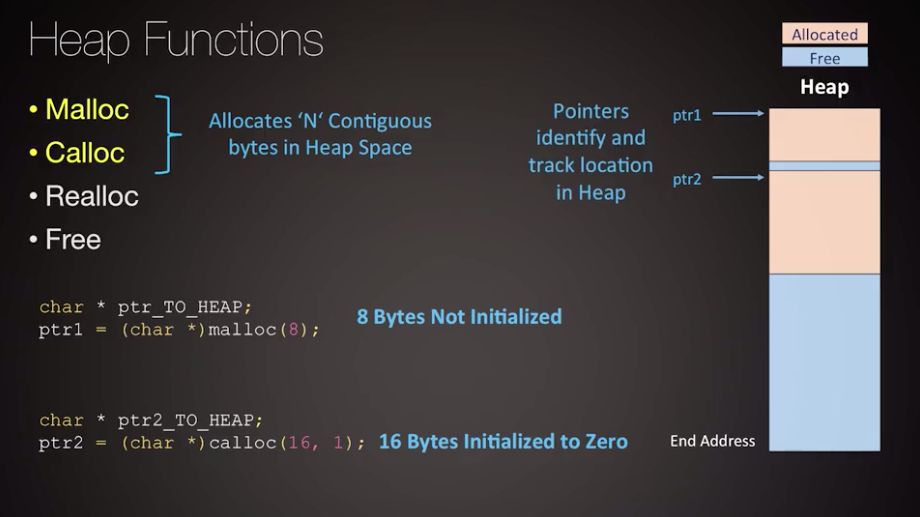 Heap Functions
• Malloc
• Calloc
• Realloc
• Free
Allocates ‘N‘ Contiguous
bytes in Heap Space
Pointers
identify and
track location
in Heap
ptr1
ptr2
Allocated
Free
Heap
char * ptr_TO_HEAP;
ptr1 = (char *)malloc(8);
8 Bytes Not Initialized
char * ptr2_TO_HEAP;
ptr2 = (char *)calloc(16, 1);
16 Bytes Initialized to Zero
End Address